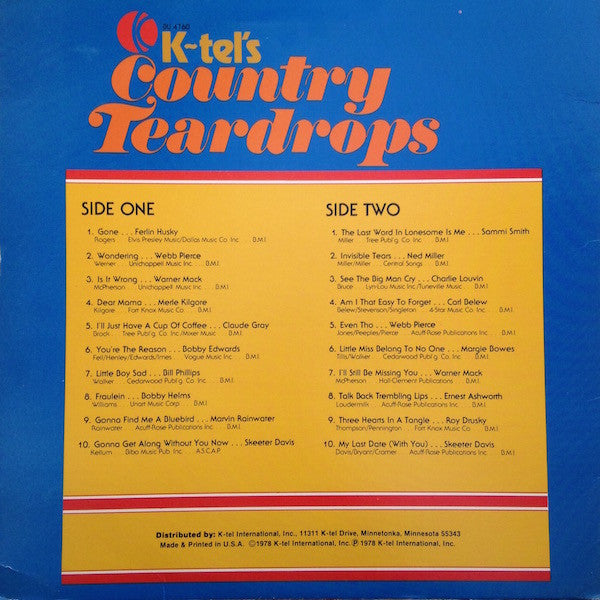 BU 4760
K-tel's
Country
Teardrops
SIDE ONE
1. Gone . . . Ferlin Husky
Rogers Elvis Presley Music/Dallas Music Co. Inc. B.M.I.
2. Wondering . . . Webb Pierce
Werner Unichappell Music Inc. B.M.I.
3. Is It Wrong . . . Warner Mack
McPherson Unichappell Music Inc. B.M.I.
4. Dear Mama . . . Merle Kilgore
Kilgore Fort Knox Music Co. B.M.I.
5. I'll Just Have A Cup Of Coffee . . . Claude Gray
Brock Tree Publ'g. Co. Inc./Mixer Music B.M.I.
6. You're The Reason . . . Bobby Edwards
Fell/Henley/Edwards/Imes Vogue Music Inc. B.M.I.
7. Little Boy Sad . . . Bill Phillips
Walker Cedarwood Publ'g. Co. Inc. B.M.I.
8. Fraulein . . . Bobby Helms
Williams Unart Music Corp. B.M.I.
9. Gonna Find Me A Bluebird . . . Marvin Rainwater
Rainwater Acuff-Rose Publications Inc. B.M.I.
10. Gonna Get Along Without You Now . . . Skeeter Davis
Kellum Bibo Music Pub. Inc. A.S.C.A.P.
SIDE TWO
1. The Last Word In Lonesome Is Me . . . Sammi Smith
Miller Tree Publ'g. Co. Inc. B.M.I.
2. Invisible Tears . . . Ned Miller
Miller/Miller Central Songs B.M.I.
3. See The Big Man Cry . . . Charlie Louvin
Bruce Lyn-Lou Music Inc./Tuneville Music B.M.I.
4. Am I That Easy To Forget . . . Carl Belew
Belew/Stevenson/Singleton 4-Star Music Co. Inc. B.M.I.
5. Even Tho . . . Webb Pierce
Jones/Peeples/Pierce Acuff-Rose Publications Inc. B.M.I.
6. Little Miss Belong To No One . . . Margie Bowes
Tillis/Walker Cedarwood Publ'g. Co. Inc. B.M.I.
7. I'll Still Be Missing You . . . Warner Mack
McPherson Hall-Clement Publications B.M.I.
8. Talk Back Trembling Lips . . . Ernest Ashworth
Loudermilk Acuff-Rose Publications Inc. B.M.I.
9. Three Hearts In A Tangle . . . Roy Drusky
Thompson/Pennington Fort Knox Music Co. B.M.I.
10. My Last Date (With You) . . . Skeeter Davis
Davis/Bryant/Cramer Acuff-Rose Publications Inc. B.M.I.
Distributed by: K-tel International, Inc., 11311 K-tel Drive, Minnetonka, Minnesota 55343
Made & Printed in U.S.A. ©1978 K-tel International, Inc. ℗ 1978 K-tel International, Inc.